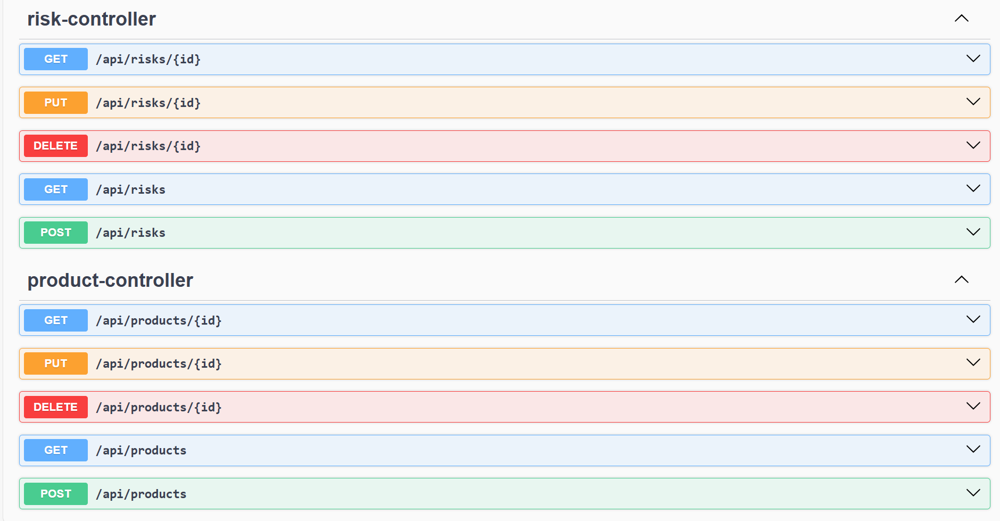 risk-controller
GET /api/risks/{id}
PUT /api/risks/{id}
DELETE /api/risks/{id}
GET /api/risks
POST /api/risks
product-controller
GET /api/products/{id}
PUT /api/products/{id}
DELETE /api/products/{id}
GET /api/products
POST /api/products